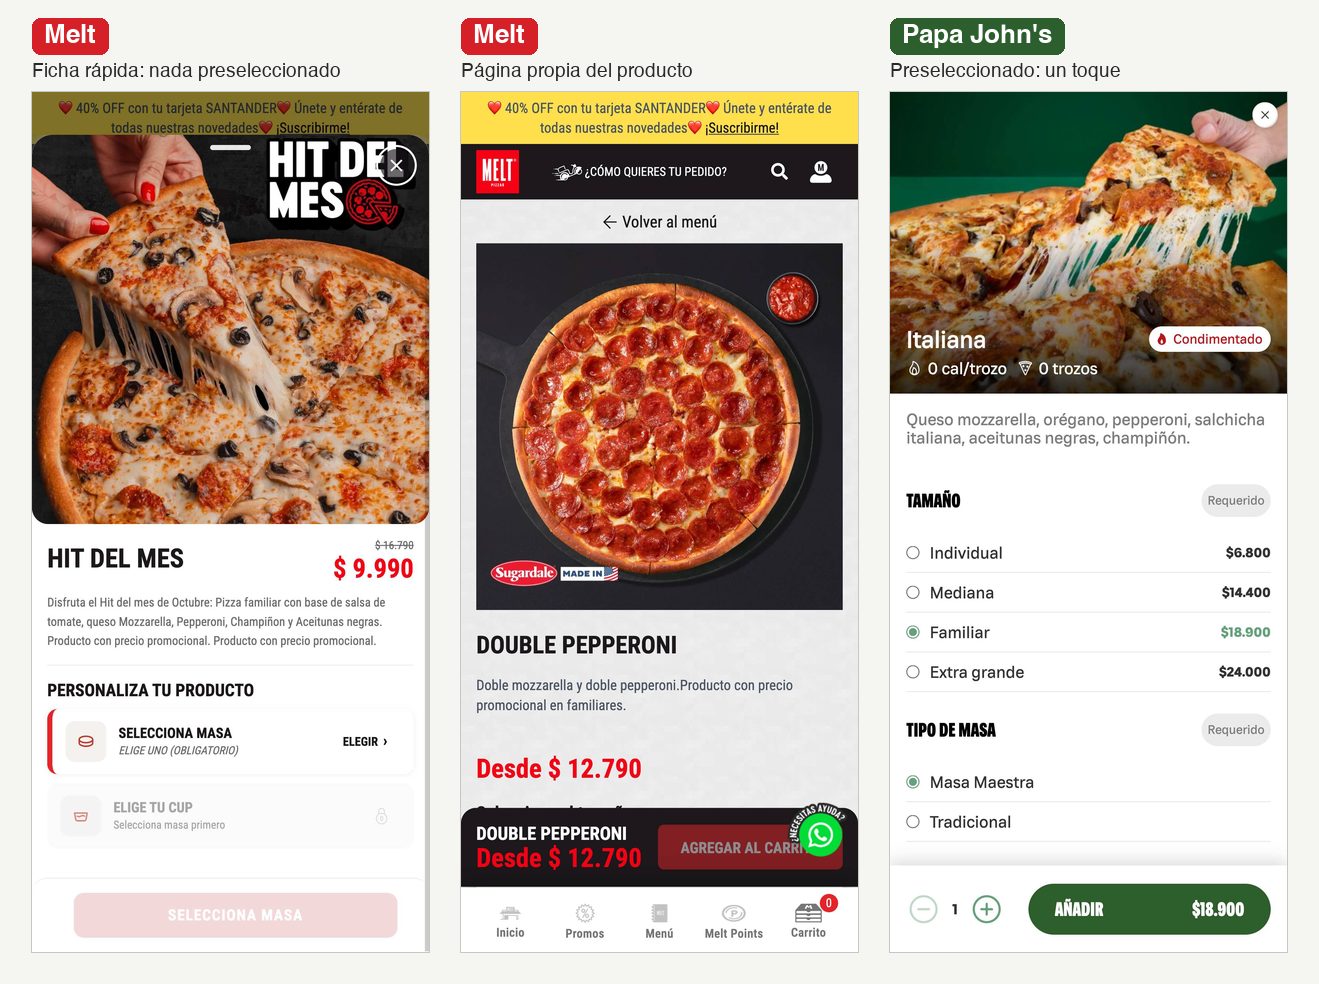 Melt
Ficha rápida: nada preseleccionado
❤️ 40% OFF con tu tarjeta SANTANDER❤️ Únete y entérate de
todas nuestras novedades❤️ ¡Suscribirme!
HIT DEL
MES
HIT DEL MES
$ 16.790
$ 9.990
Disfruta el Hit del mes de Octubre: Pizza familiar con base de salsa de
tomate, queso Mozzarella, Pepperoni, Champiñon y Aceitunas negras.
Producto con precio promocional. Producto con precio promocional.
PERSONALIZA TU PRODUCTO
SELECCIONA MASA
ELIGE UNO (OBLIGATORIO)
ELEGIR ›
ELIGE TU CUP
Selecciona masa primero
SELECCIONA MASA
Melt
Página propia del producto
❤️ 40% OFF con tu tarjeta SANTANDER❤️ Únete y entérate de
todas nuestras novedades❤️ ¡Suscribirme!
MELT
PIZZAS
¿CÓMO QUIERES TU PEDIDO?
M
← Volver al menú
Sugardale
MADE IN
DOUBLE PEPPERONI
Doble mozzarella y doble pepperoni.Producto con precio
promocional en familiares.
Desde $ 12.790
DOUBLE PEPPERONI
Desde $ 12.790
AGREGAR AL CARRI
¿NECESITAS AYUDA?
Inicio
Promos
Menú
Melt Points
0
Carrito
Papa John's
Preseleccionado: un toque
Italiana
Condimentado
0 cal/trozo
0 trozos
Queso mozzarella, orégano, pepperoni, salchicha
italiana, aceitunas negras, champiñón.
TAMAÑO
Requerido
Individual
$6.800
Mediana
$14.400
Familiar
$18.900
Extra grande
$24.000
TIPO DE MASA
Requerido
Masa Maestra
Tradicional
1
AÑADIR
$18.900